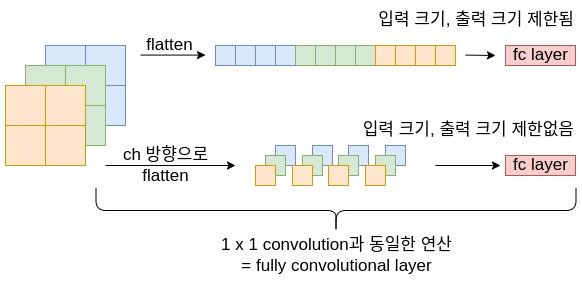 입력 크기, 출력 크기 제한됨
flatten
fc layer
입력 크기, 출력 크기 제한없음
ch 방향으로
flatten
fc layer
1 x 1 convolution과 동일한 연산
= fully convolutional layer